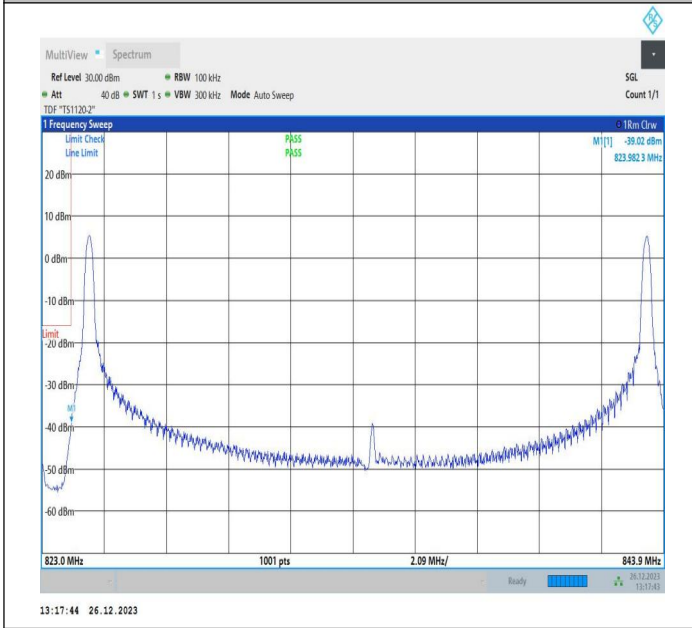 R S
MultiView Spectrum
Ref Level 30.00 dBm RBW 100 kHz SGL
Att 40 dB SWT 1 s VBW 300 kHz Mode Auto Sweep Count 1/1
TDF "TS1120-2"
1 Frequency Sweep 1Rm Clrw
Limit Check PASS M1[1] -39.02 dBm
Line Limit PASS 823.982 3 MHz
20 dBm
10 dBm
0 dBm
-10 dBm
Limit
-20 dBm
-30 dBm
M1
-40 dBm
-50 dBm
-60 dBm
823.0 MHz 1001 pts 2.09 MHz/ 843.9 MHz
Ready 26.12.2023
13:17:43
13:17:44 26.12.2023